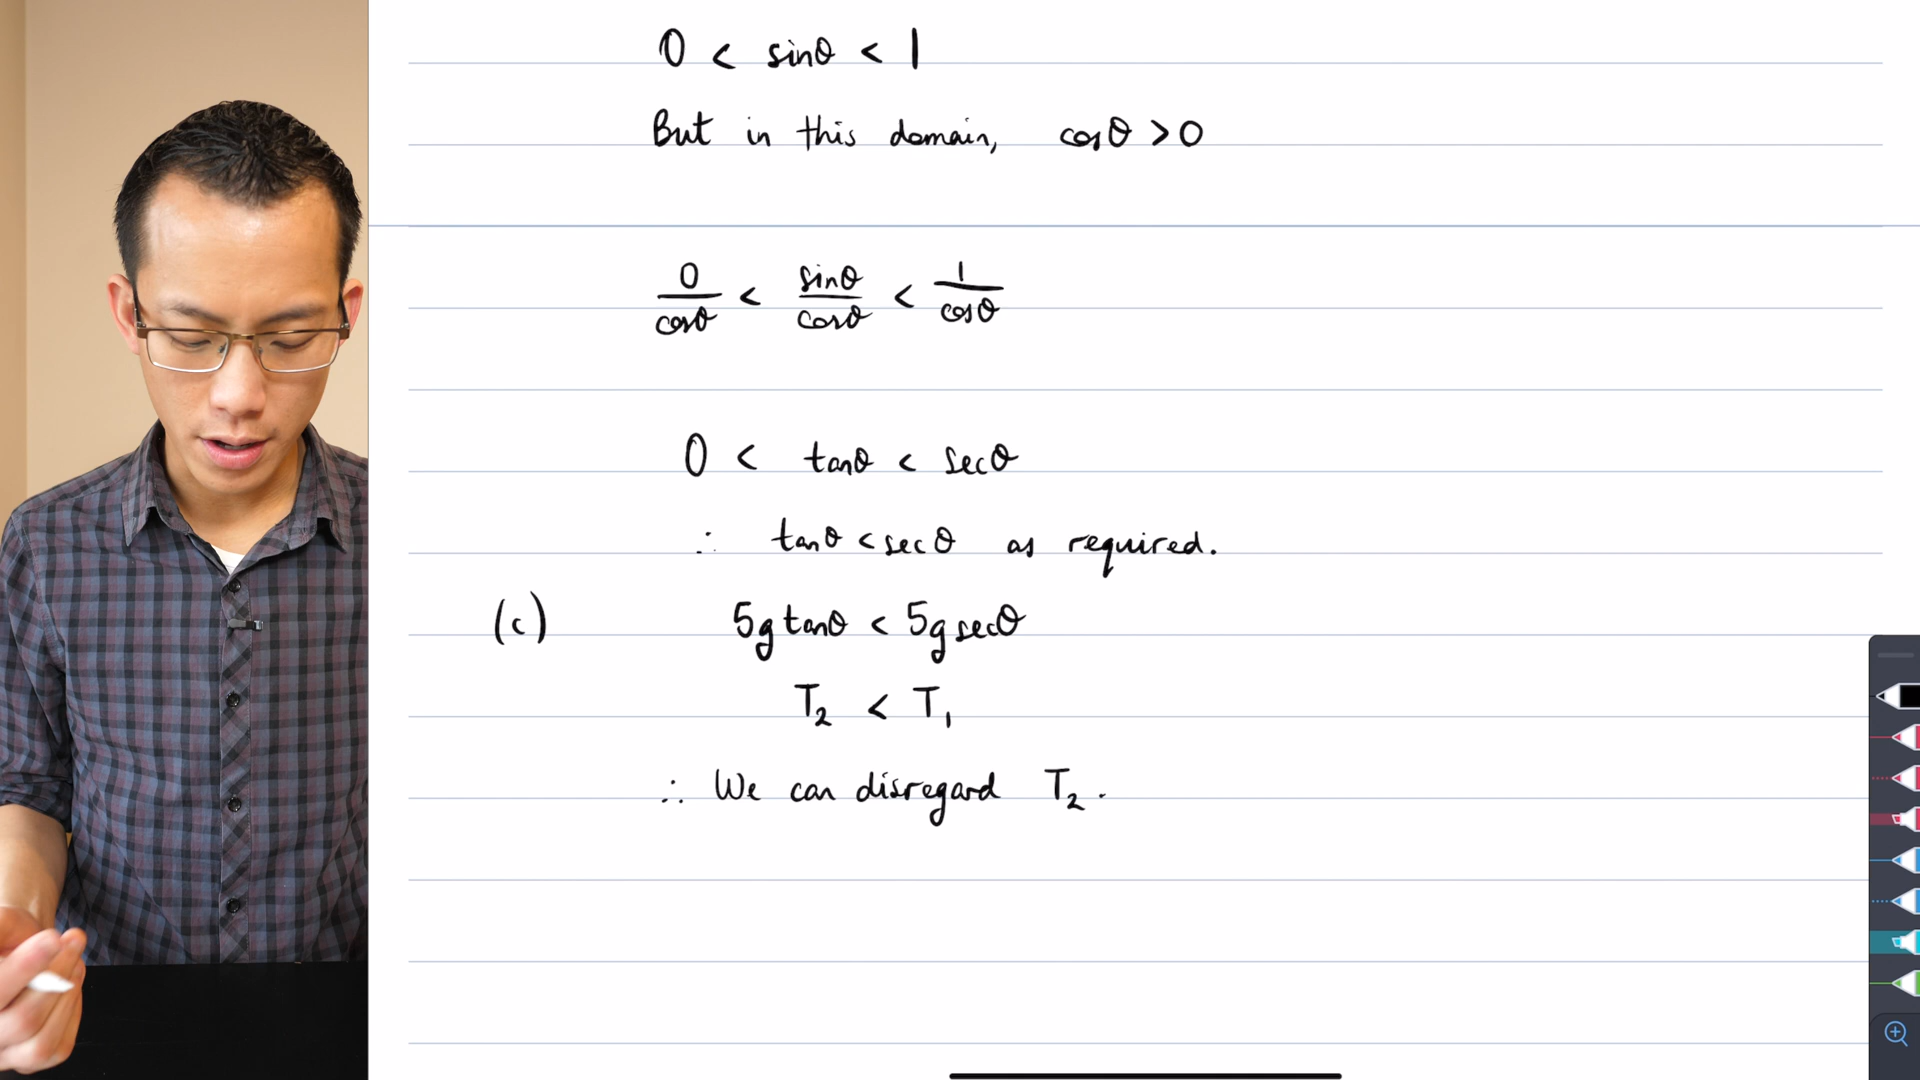 0 < sinθ < 1
But in this domain, cosθ > 0
0/cosθ < sinθ/cosθ < 1/cosθ
0 < tanθ < secθ
∴ tanθ < secθ as required.
(c) 5g tanθ < 5g secθ
T₂ < T₁
∴ We can disregard T₂.